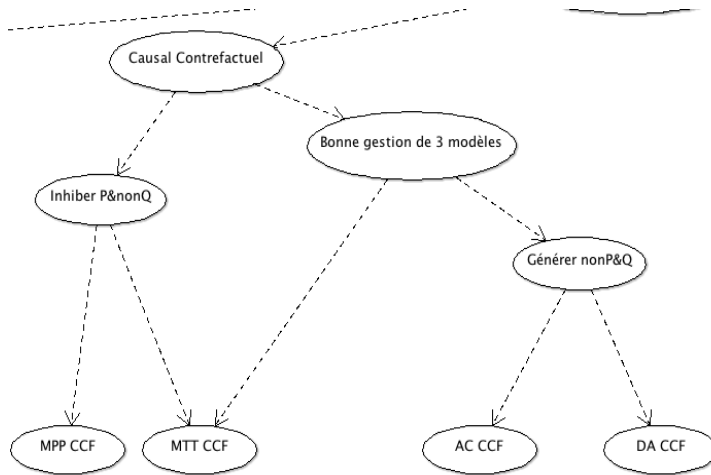 Causal Contrefactuel
Bonne gestion de 3 modèles
Inhiber P&nonQ
Générer nonP&Q
MPP CCF
MTT CCF
AC CCF
DA CCF